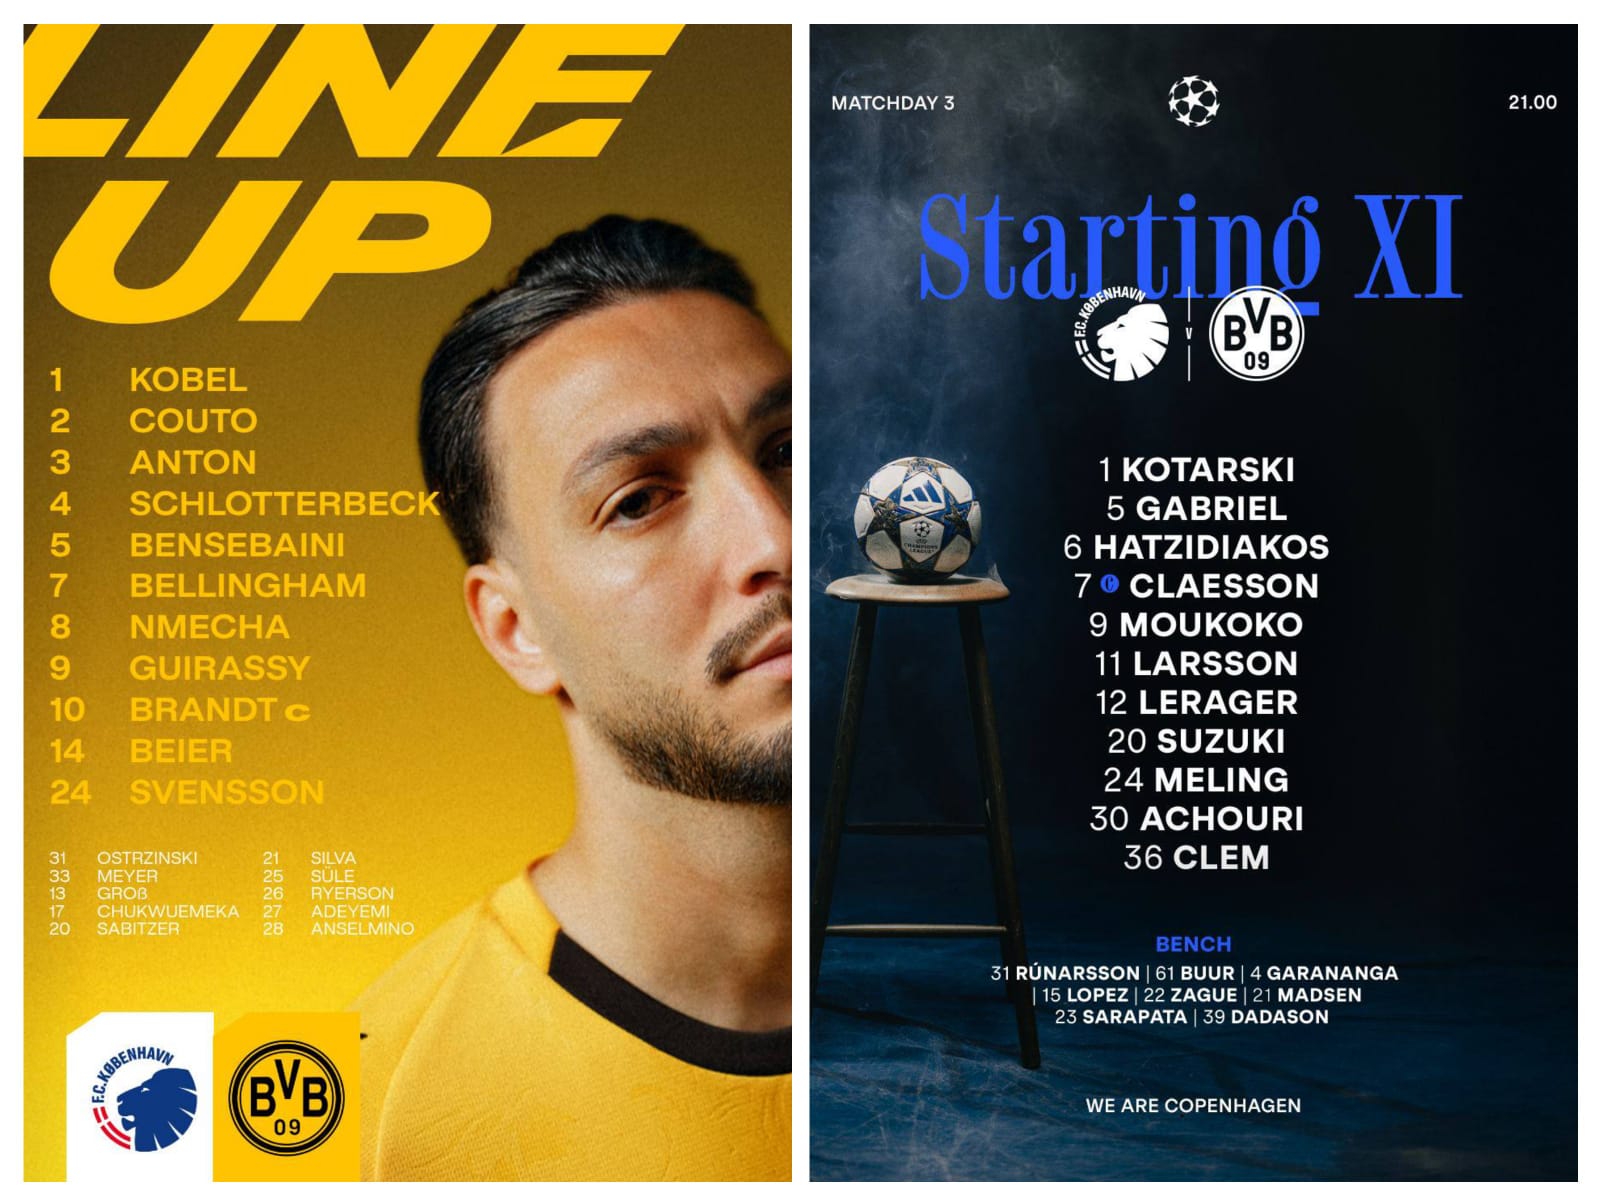 LINE
UP
1 KOBEL
2 COUTO
3 ANTON
4 SCHLOTTERBECK
5 BENSEBAINI
7 BELLINGHAM
8 NMECHA
9 GUIRASSY
10 BRANDT C
14 BEIER
24 SVENSSON
31 OSTRZINSKI 21 SILVA
33 MEYER 25 SÜLE
13 GROß 26 RYERSON
17 CHUKWUEMEKA 27 ADEYEMI
20 SABITZER 28 ANSELMINO
F.C.KØBENHAVN
BVB
09
MATCHDAY 3 21.00
Starting XI
F.C.KØBENHAVN V BVB
09
CHAMPIONS
LEAGUE
1 KOTARSKI
5 GABRIEL
6 HATZIDIAKOS
7 C CLAESSON
9 MOUKOKO
11 LARSSON
12 LERAGER
20 SUZUKI
24 MELING
30 ACHOURI
36 CLEM
BENCH
31 RÚNARSSON | 61 BUUR | 4 GARANANGA
| 15 LOPEZ | 22 ZAGUE | 21 MADSEN
23 SARAPATA | 39 DADASON
WE ARE COPENHAGEN